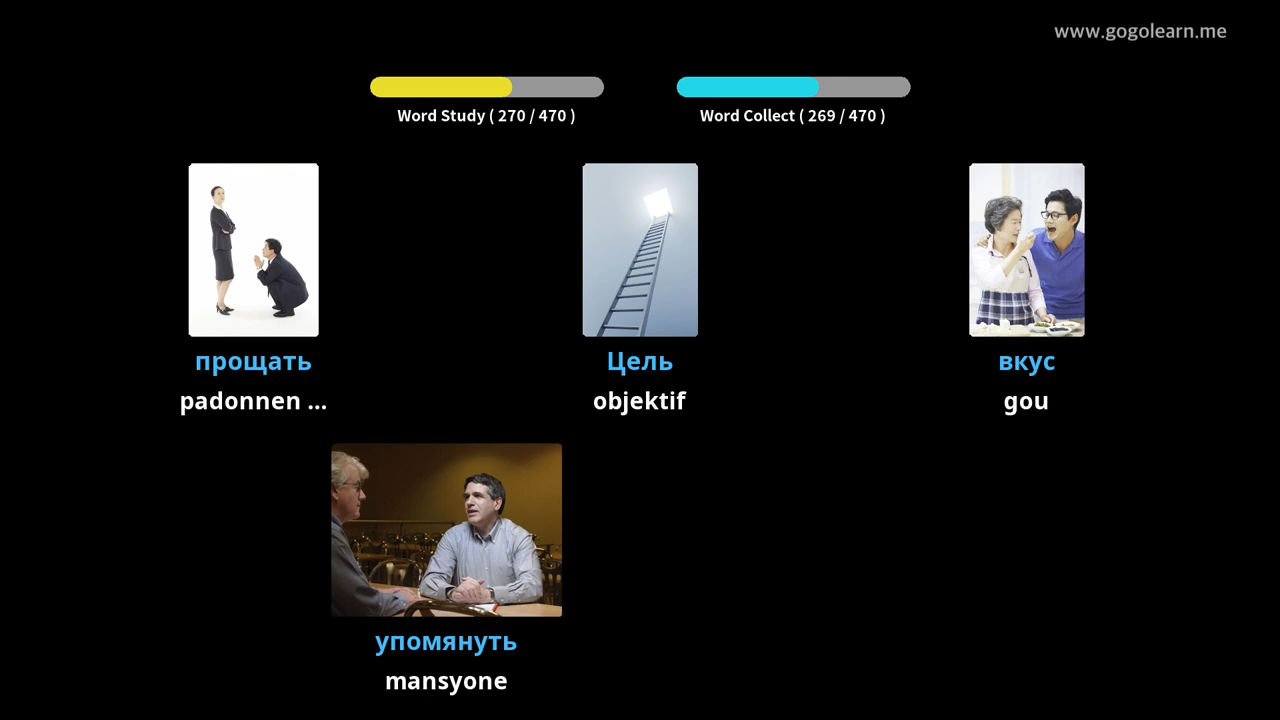 www.gogolearn.me
Word Study ( 270 / 470 )
Word Collect ( 269 / 470 )
прощать
padonnen ...
Цель
objektif
вкус
gou
упомянуть
mansyone